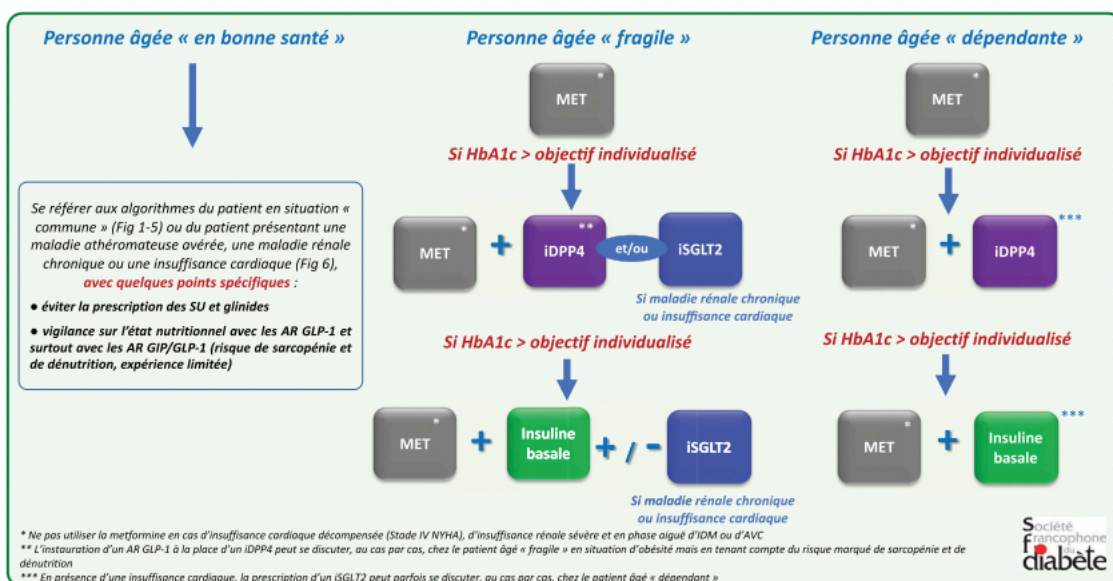 Personne âgée « en bonne santé »
Se référer aux algorithmes du patient en situation «
commune » (Fig 1-5) ou du patient présentant une
maladie athéromateuse avérée, une maladie rénale
chronique ou une insuffisance cardiaque (Fig 6),
avec quelques points spécifiques :
● éviter la prescription des SU et glinides
● vigilance sur l'état nutritionnel avec les AR GLP-1 et
surtout avec les AR GIP/GLP-1 (risque de sarcopénie et
de dénutrition, expérience limitée)
Personne âgée « fragile »
MET *
Si HbA1c > objectif individualisé
MET * + iDPP4 ** et/ou iSGLT2
Si maladie rénale chronique
ou insuffisance cardiaque
Si HbA1c > objectif individualisé
MET * + Insuline
basale + / - iSGLT2
Si maladie rénale chronique
ou insuffisance cardiaque
Personne âgée « dépendante »
MET *
Si HbA1c > objectif individualisé
MET * + iDPP4 ***
Si HbA1c > objectif individualisé
MET * + Insuline
basale ***
* Ne pas utiliser la metformine en cas d'insuffisance cardiaque décompensée (Stade IV NYHA), d'insuffisance rénale sévère et en phase aiguë d'IDM ou d'AVC
** L'instauration d'un AR GLP-1 à la place d'un iDPP4 peut se discuter, au cas par cas, chez le patient âgé « fragile » en situation d'obésité mais en tenant compte du risque marqué de sarcopénie et de
dénutrition
*** En présence d'une insuffisance cardiaque, la prescription d'un iSGLT2 peut parfois se discuter, au cas par cas, chez le patient âgé « dépendant »
Société
Francophone
du
diabète